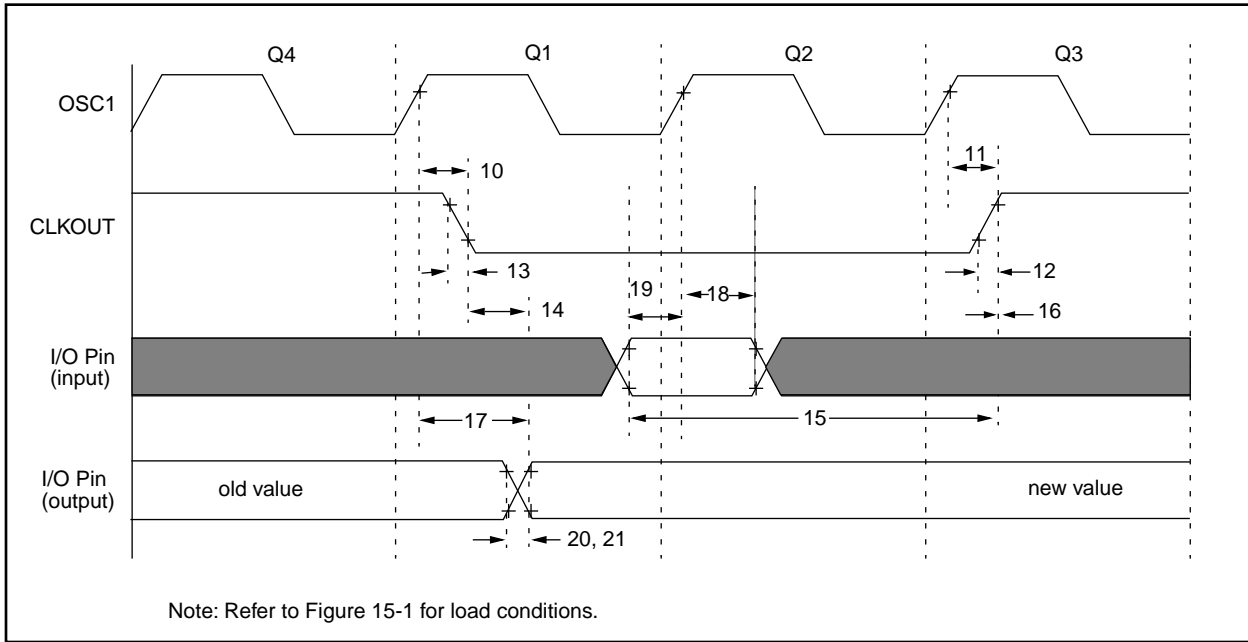 Q4 Q1 Q2 Q3
OSC1
10 11
CLKOUT
13 12
19 18
14 16
I/O Pin
(input)
17 15
I/O Pin
(output)
old value new value
20, 21
Note: Refer to Figure 15-1 for load conditions.